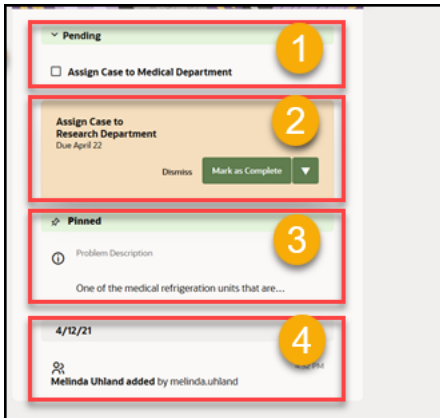 Pending
1
Assign Case to Medical Department
2
Assign Case to
Research Department
Due April 22
Dismiss Mark as Complete
Pinned
3
Problem Description
One of the medical refrigeration units that are...
4/12/21
4
PM
Melinda Uhland added by melinda.uhland